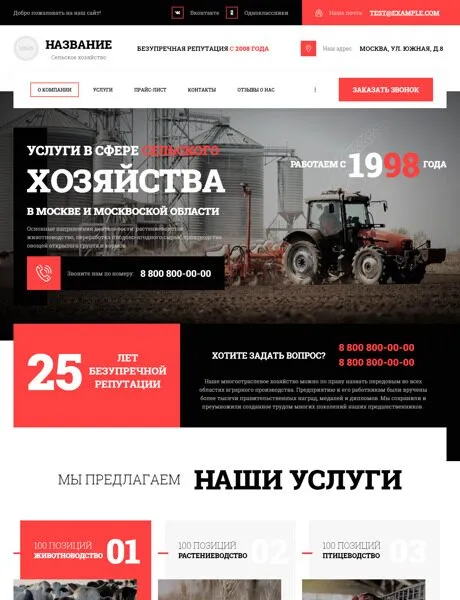 Добро пожаловать на наш сайт!
Вконтакте
Одноклассники
Наша почта
TEST@EXAMPLE.COM
НАЗВАНИЕ
Сельское хозяйство
БЕЗУПРЕЧНАЯ РЕПУТАЦИЯ С 2008 ГОДА
Наш адрес
МОСКВА, УЛ. ЮЖНАЯ, Д.8
О КОМПАНИИ
УСЛУГИ
ПРАЙС-ЛИСТ
КОНТАКТЫ
ОТЗЫВЫ О НАС
ЗАКАЗАТЬ ЗВОНОК
УСЛУГИ В СФЕРЕ СЕЛЬСКОГО
ХОЗЯЙСТВА
В МОСКВЕ И МОСКВОСКОЙ ОБЛАСТИ
РАБОТАЕМ С 1998 ГОДА
Основные направления деятельности: растениеводство,
животноводство, переработка плодово-ягодного сырья, производство
овощей открытого грунта и кормов.
Звоните нам по номеру:
8 800 800-00-00
25 ЛЕТ
БЕЗУПРЕЧНОЙ
РЕПУТАЦИИ
ХОТИТЕ ЗАДАТЬ ВОПРОС?
8 800 800-00-00
8 800 800-00-00
Наше многоотраслевое хозяйство можно по праву назвать передовым во всех
областях аграрного производства. Предприятию и его работникам были вручены
более тысячи правительственных наград, медалей и дипломов. Мы сохранили и
преумножили созданное трудом многих поколений наших предшественников
МЫ ПРЕДЛАГАЕМ НАШИ УСЛУГИ
100 ПОЗИЦИЙ
ЖИВОТНОВОДСТВО
01
100 ПОЗИЦИЙ
РАСТЕНИЕВОДСТВО
02
100 ПОЗИЦИЙ
ПТИЦЕВОДСТВО
03